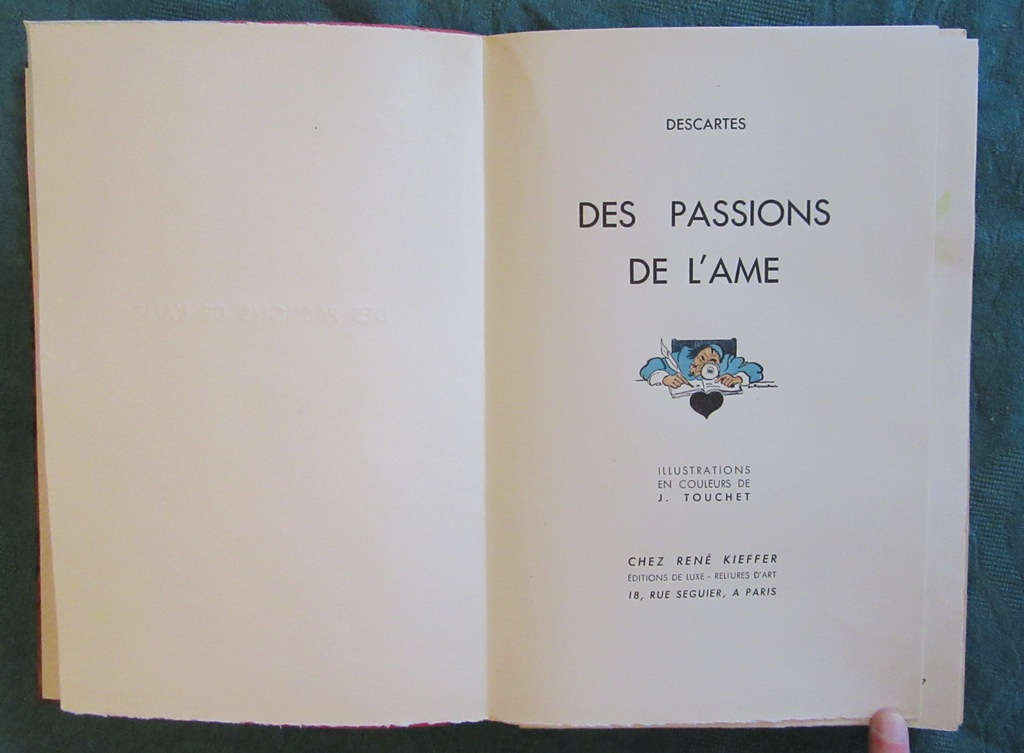 DESCARTES
DES PASSIONS
DE L'AME
ILLUSTRATIONS
EN COULEURS DE
J. TOUCHET
CHEZ RENÉ KIEFFER
ÉDITIONS DE LUXE - RELIURES D'ART
18, RUE SEGUIER, A PARIS